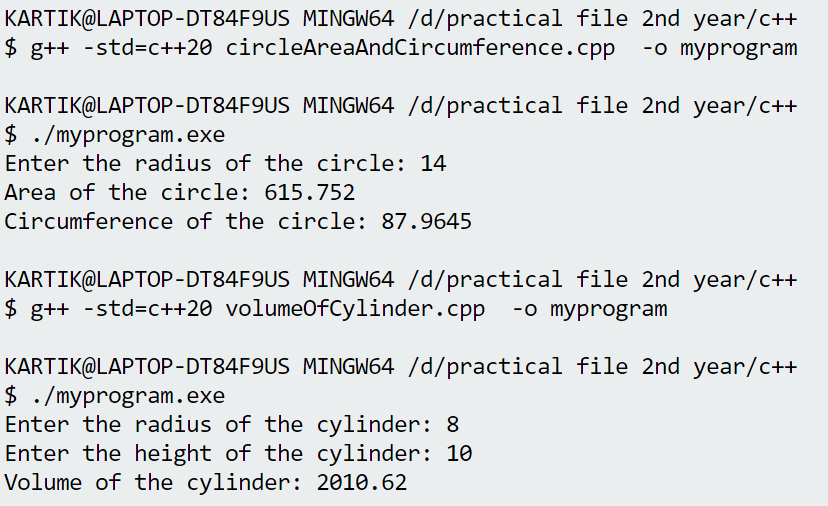 KARTIK@LAPTOP-DT84F9US MINGW64 /d/practical file 2nd year/c++
$ g++ -std=c++20 circleAreaAndCircumference.cpp  -o myprogram
KARTIK@LAPTOP-DT84F9US MINGW64 /d/practical file 2nd year/c++
$ ./myprogram.exe
Enter the radius of the circle: 14
Area of the circle: 615.752
Circumference of the circle: 87.9645
KARTIK@LAPTOP-DT84F9US MINGW64 /d/practical file 2nd year/c++
$ g++ -std=c++20 volumeOfCylinder.cpp  -o myprogram
KARTIK@LAPTOP-DT84F9US MINGW64 /d/practical file 2nd year/c++
$ ./myprogram.exe
Enter the radius of the cylinder: 8
Enter the height of the cylinder: 10
Volume of the cylinder: 2010.62